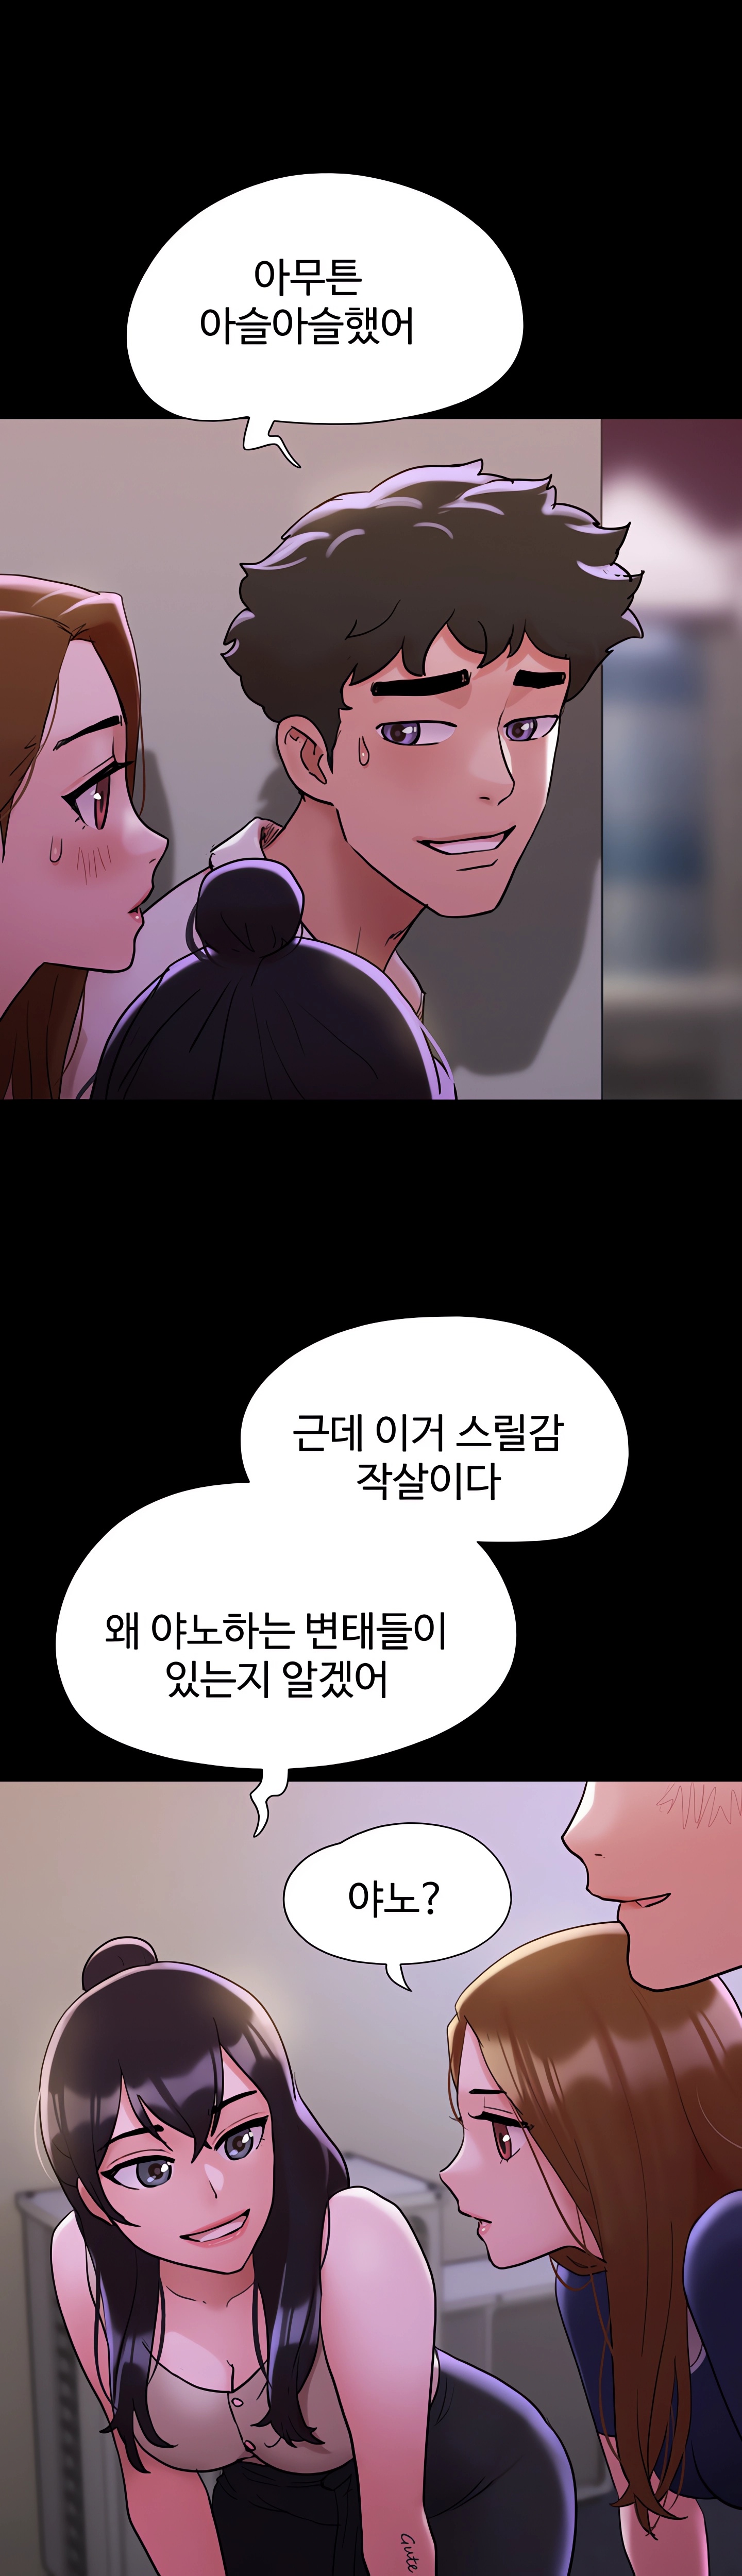 아무튼
아슬아슬했어
근데 이거 스릴감
작살이다
왜 야노하는 변태들이
있는지 알겠어
야노?
Gute